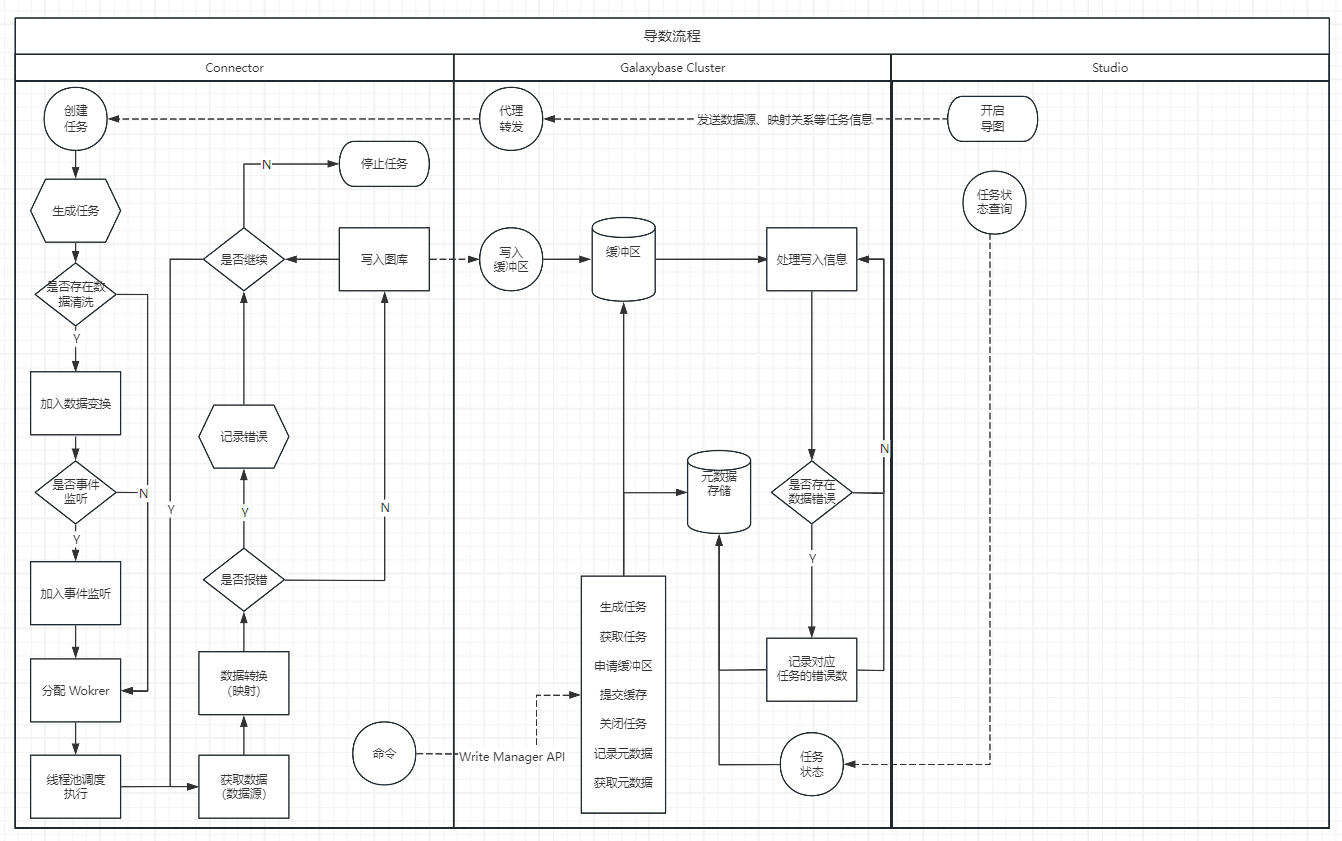 导数流程
Connector
Galaxybase Cluster
Studio
创建
任务
代理
转发
发送数据源、映射关系等任务信息
开启
导图
N
停止任务
生成任务
任务状
态查询
是否继续
写入图库
写入
缓冲区
缓冲区
处理写入信息
是否存在数
据清洗
Y
加入数据变换
记录错误
N
是否事件
监听
N
Y
Y
N
元数据
存储
是否存在
数据错误
Y
Y
加入事件监听
是否报错
生成任务
获取任务
申请缓冲区
提交缓存
关闭任务
记录元数据
获取元数据
分配 Wokrer
数据转换
（映射）
记录对应
任务的错误数
命令
Write Manager API
任务
状态
线程池调度
执行
获取数据
（数据源）